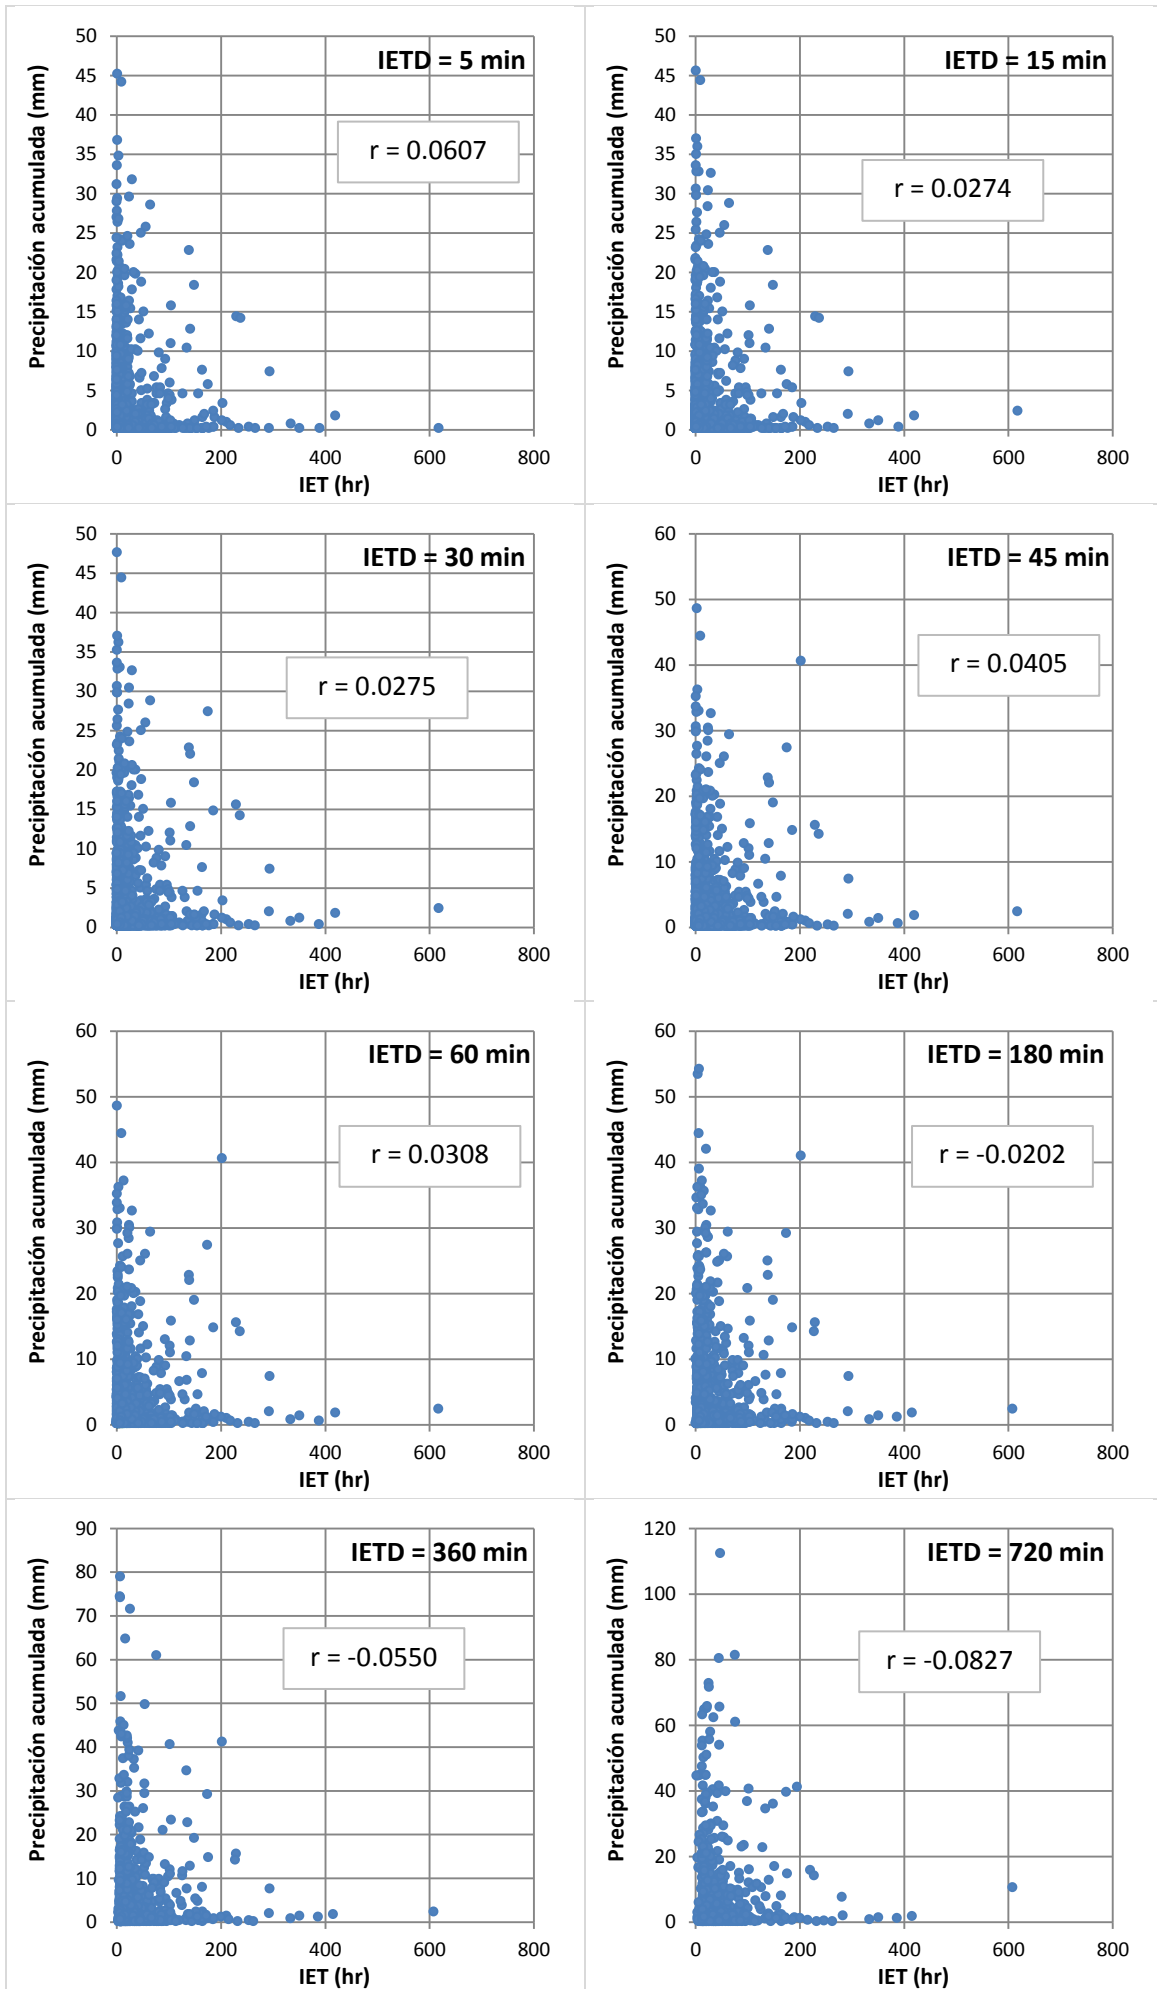 IETD = 5 min
r = 0.0607
Precipitación acumulada (mm)
50
45
40
35
30
25
20
15
10
5
0
0 200 400 600 800
IET (hr)
IETD = 15 min
r = 0.0274
Precipitación acumulada (mm)
50
45
40
35
30
25
20
15
10
5
0
0 200 400 600 800
IET (hr)
IETD = 30 min
r = 0.0275
Precipitación acumulada (mm)
50
45
40
35
30
25
20
15
10
5
0
0 200 400 600 800
IET (hr)
IETD = 45 min
r = 0.0405
Precipitación acumulada (mm)
60
50
40
30
20
10
0
0 200 400 600 800
IET (hr)
IETD = 60 min
r = 0.0308
Precipitación acumulada (mm)
60
50
40
30
20
10
0
0 200 400 600 800
IET (hr)
IETD = 180 min
r = -0.0202
Precipitación acumulada (mm)
60
50
40
30
20
10
0
0 200 400 600 800
IET (hr)
IETD = 360 min
r = -0.0550
Precipitación acumulada (mm)
90
80
70
60
50
40
30
20
10
0
0 200 400 600 800
IET (hr)
IETD = 720 min
r = -0.0827
Precipitación acumulada (mm)
120
100
80
60
40
20
0
0 200 400 600 800
IET (hr)